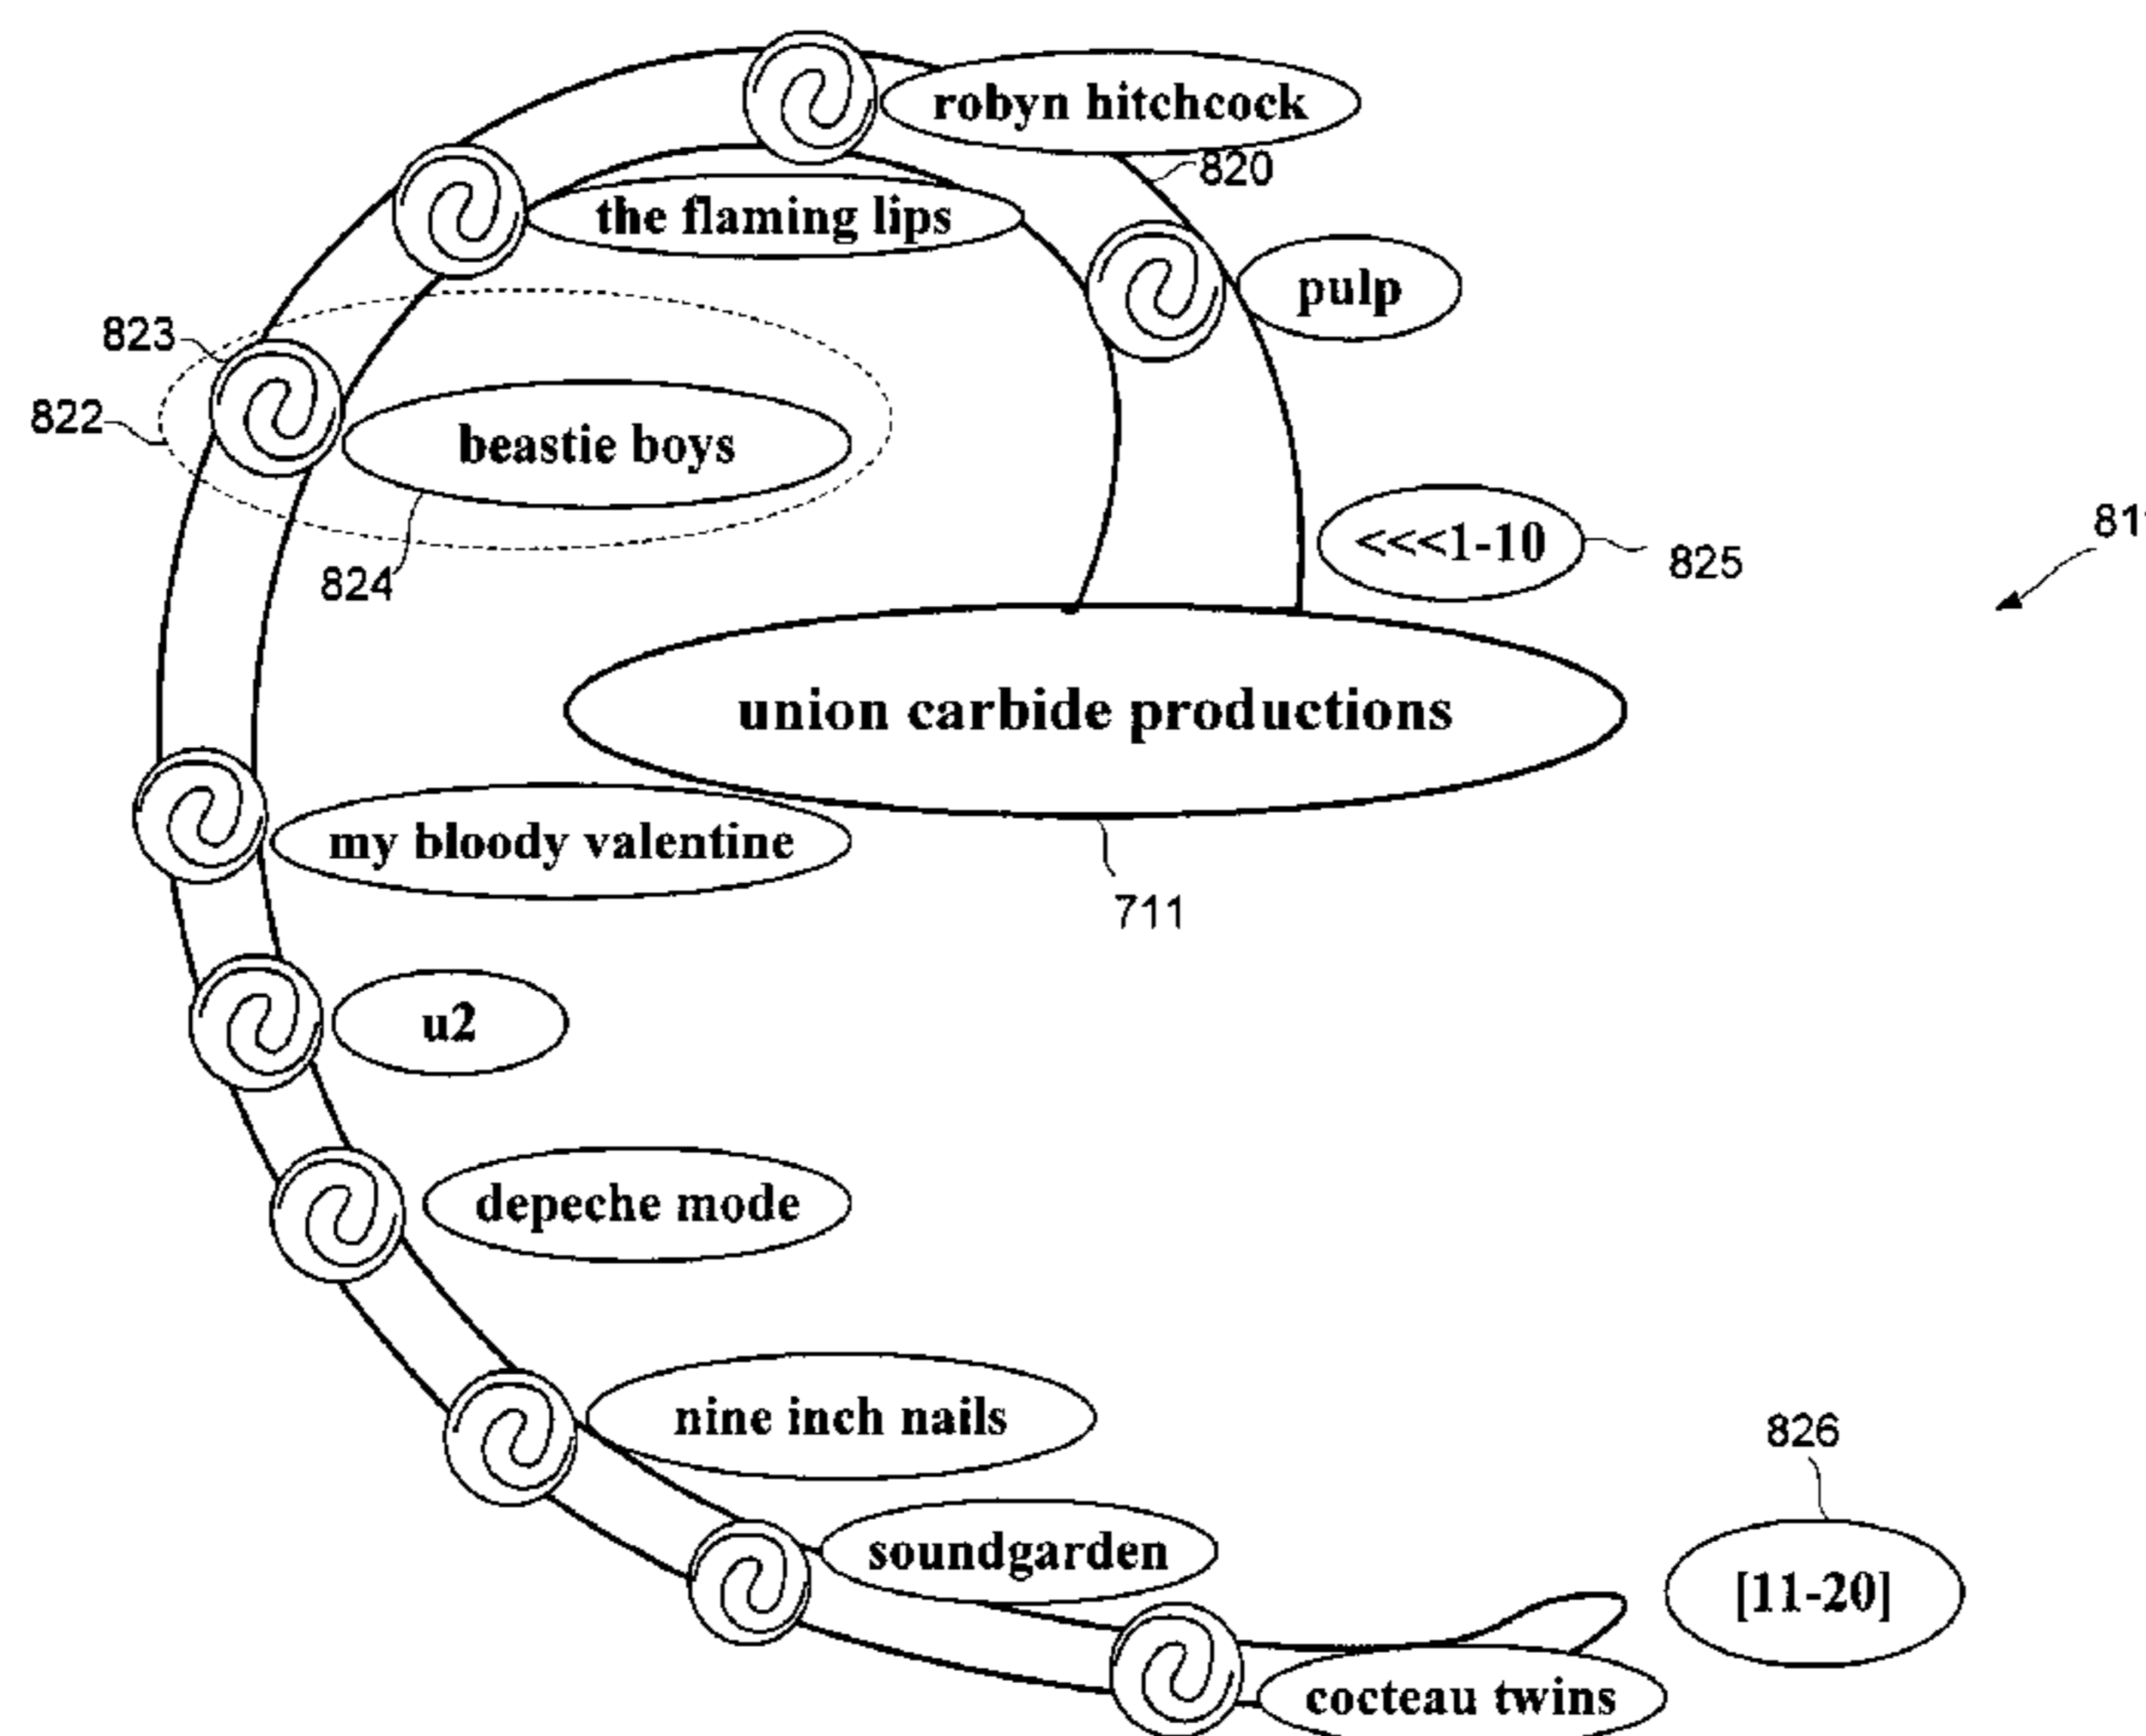 robyn hitchcock
820
the flaming lips
pulp
823
822
beastie boys
824
<<<1-10
825
union carbide productions
my bloody valentine
711
u2
depeche mode
nine inch nails
826
soundgarden
[11-20]
cocteau twins